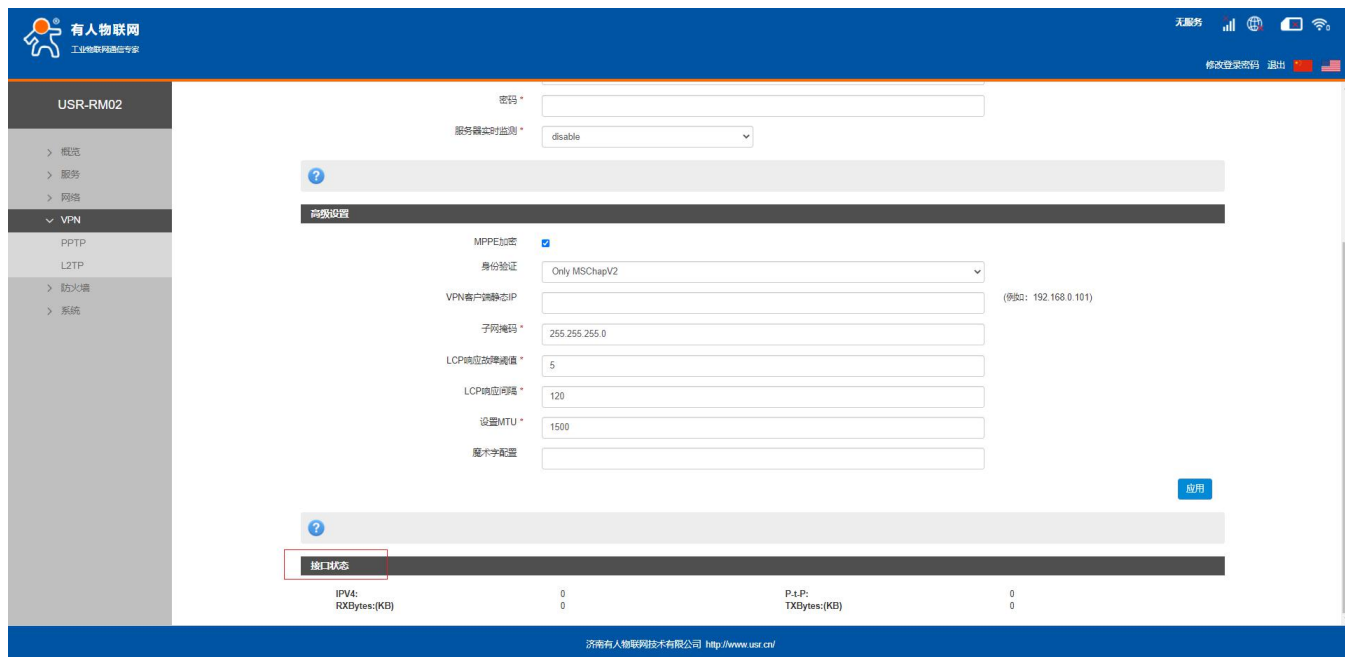 有人物联网
工业物联网通信专家
无服务
修改登录密码 退出
USR-RM02
概览
服务
网络
VPN
PPTP
L2TP
防火墙
系统
密码 *
服务器实时监测 * disable
高级设置
MPPE加密
身份验证 Only MSChapV2
VPN客户端静态IP (例如：192.168.0.101)
子网掩码 * 255.255.255.0
LCP响应故障阈值 * 5
LCP响应间隔 * 120
设置MTU * 1500
魔术字配置
应用
接口状态
IPV4: 0 P-t-P: 0
RXBytes:(KB) 0 TXBytes:(KB) 0
济南有人物联网技术有限公司 http://www.usr.cn/